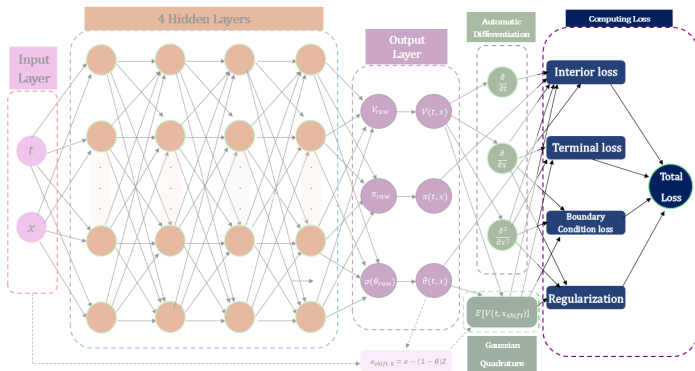 4 Hidden Layers
Input
Layer
Output
Layer
Automatic
Differentiation
Computing Loss
t
x
V_raw
π_raw
σ(θ_raw)
V(t, x)
π(t, x)
θ(t, x)
∂/∂t
∂/∂x
∂²/∂x²
E[V(t, x_shift)]
Gaussian
Quadrature
x_shift,k = x − (1 − θ)Z
Interior loss
Terminal loss
Boundary
Condition loss
Regularization
Total
Loss